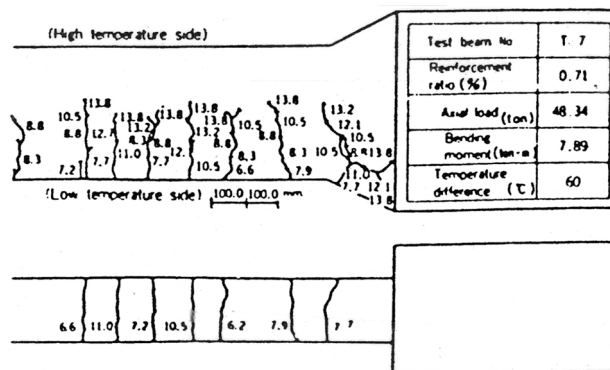 (High temperature side)
Test beam No T. 7
Reinforcement ratio (%) 0.71
Axial load (ton) 48.34
Bending moment (ton-m) 7.89
Temperature difference (℃) 60
13.8 13.8 13.8 13.2
10.5 13.8 13.8 13.8 10.5 10.5 12.1
8.8 8.8 12.7 13.2 13.2 8.8 10.5
8.3 8.8 8.8 8.8 13.8
8.3 7.7 11.0 7.7 12. 8.3 8.3 10.5 11.0
7.2 10.5 6.6 7.9 7.7 12.1
13.8
(Low temperature side)
100.0 100.0 mm
6.6 11.0 7.2 10.5 6.2 7.9 7.7